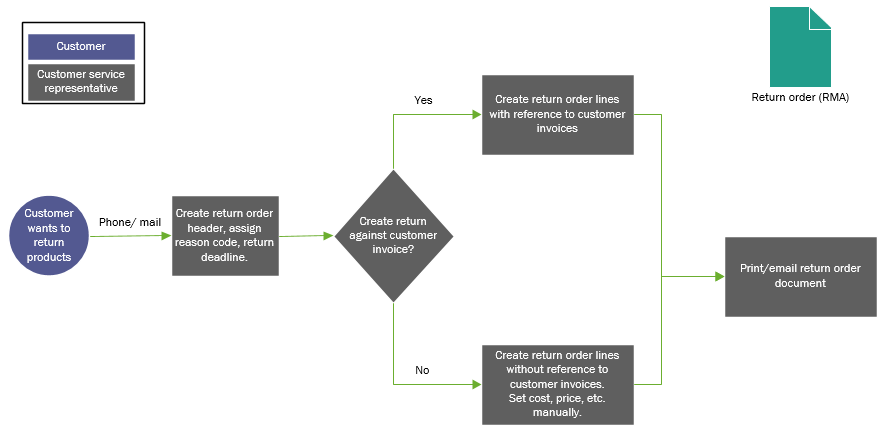 Customer
Customer service
representative
Return order (RMA)
Yes
Create return order lines
with reference to customer
invoices
Customer
wants to
return
products
Phone/ mail
Create return order
header, assign
reason code, return
deadline.
Create return
against customer
invoice?
Print/email return order
document
No
Create return order lines
without reference to
customer invoices.
Set cost, price, etc.
manually.